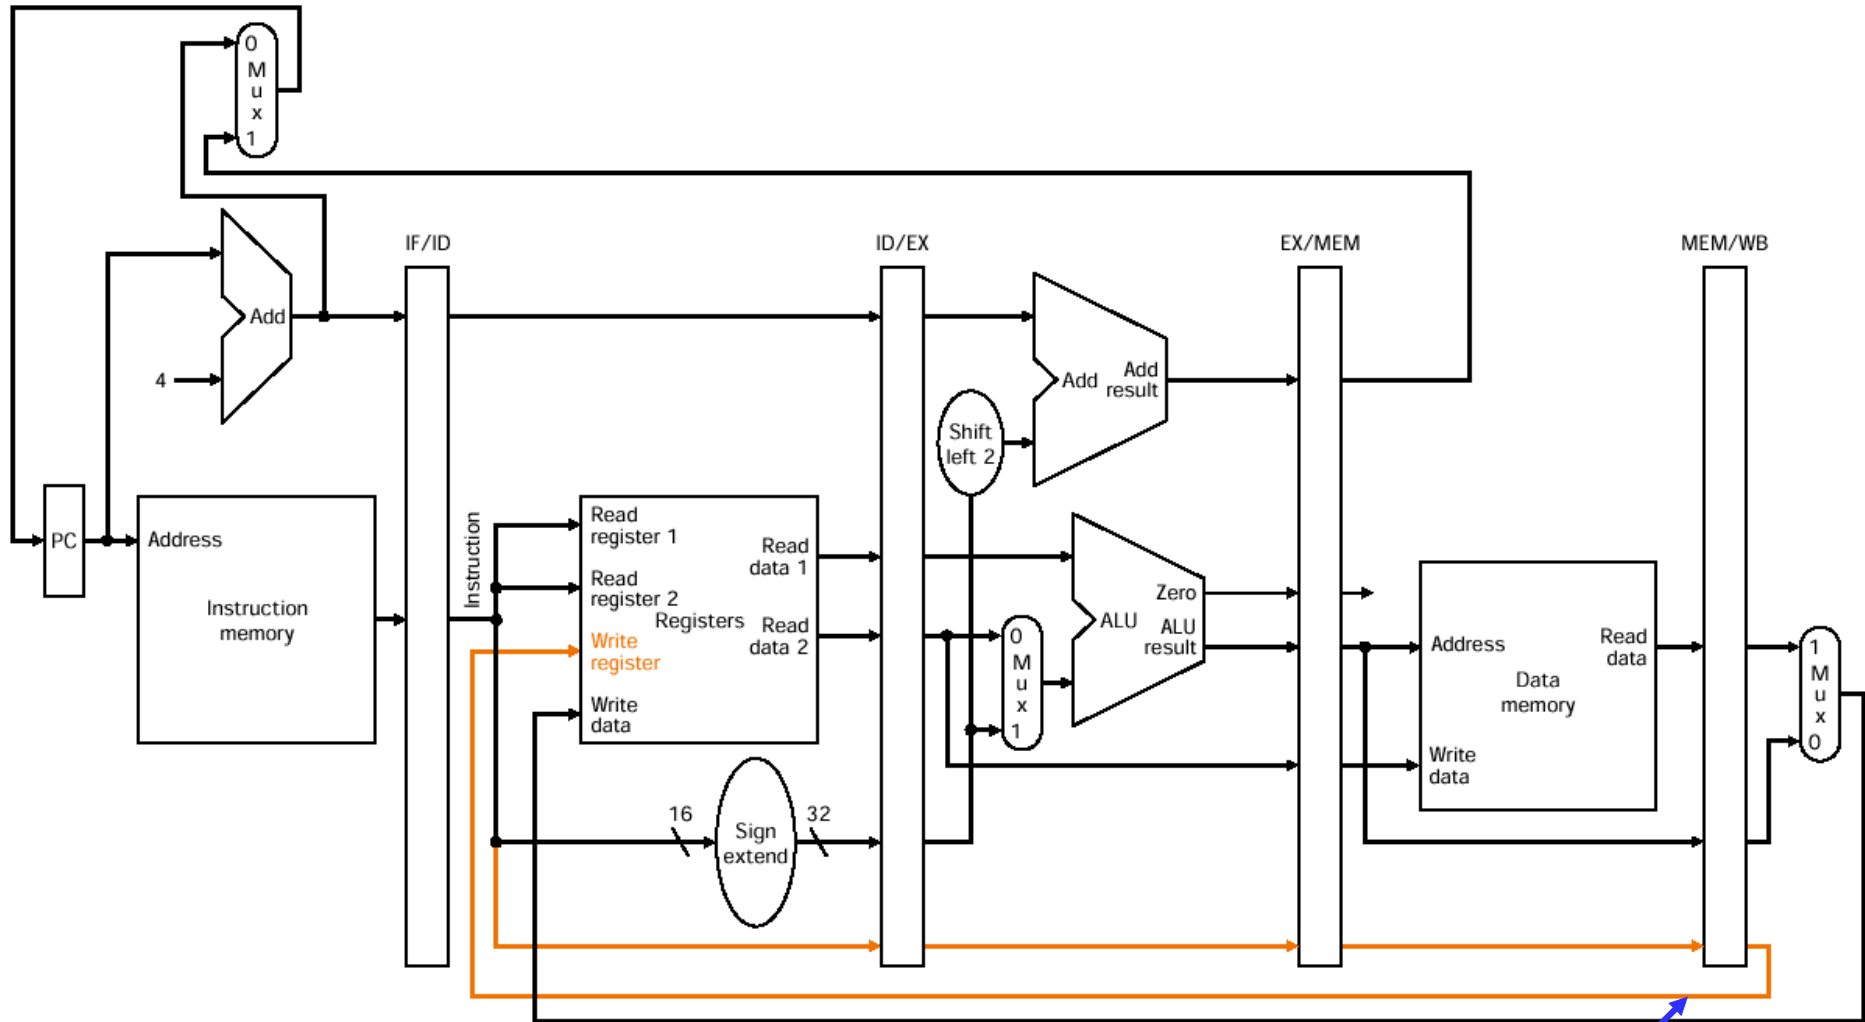 0
M
u
x
1
IF/ID
ID/EX
EX/MEM
MEM/WB
Add
4
Add
Add
result
Shift
left 2
PC
Address
Instruction
memory
Instruction
Read
register 1
Read
register 2
Write
register
Write
data
Registers
Read
data 1
Read
data 2
0
M
u
x
1
Zero
ALU
ALU
result
Address
Read
data
Data
memory
Write
data
1
M
u
x
0
16
Sign
extend
32